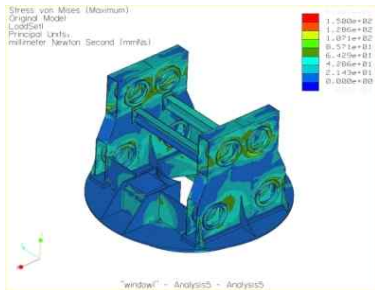 Stress von Mises (Maximum)
Original Model
LoadSet1
Principal Units:
millimeter Newton Second (mmNs)
1.500e+02
1.286e+02
1.071e+02
8.571e+01
6.429e+01
4.286e+01
2.143e+01
0.000e+00
"window1" - Analysis5 - Analysis5